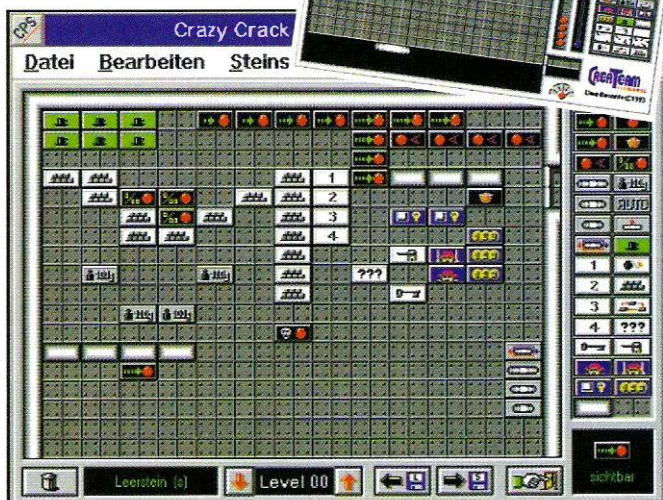 CPS
Crazy Crack
Datei Bearbeiten Steins
CREATEAM
1
2
3
4
???
AUTO
1
2
3
4 ???
Leerstein (s)
Level 00
L
S
sichtbar